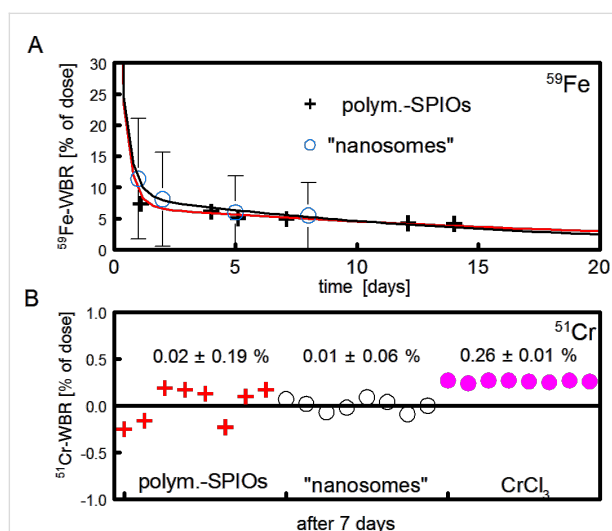 A
59Fe
59Fe-WBR [% of dose]
30
25
20
15
10
5
0
polym.-SPIOs
"nanosomes"
0 5 10 15 20
time [days]
B
51Cr
51Cr-WBR [% of dose]
1.0
0.5
0.0
-0.5
-1.0
0.02 ± 0.19 % 0.01 ± 0.06 % 0.26 ± 0.01 %
polym.-SPIOs "nanosomes" CrCl3
after 7 days